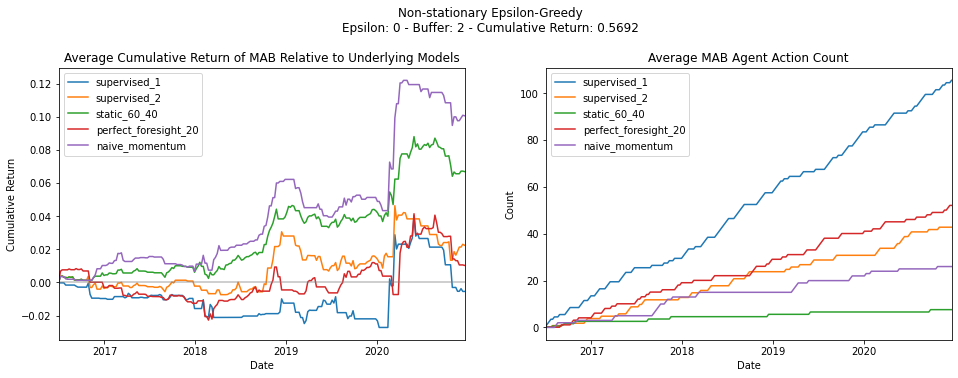 Non-stationary Epsilon-Greedy
Epsilon: 0 - Buffer: 2 - Cumulative Return: 0.5692
Average Cumulative Return of MAB Relative to Underlying Models
Cumulative Return
0.12
0.10
0.08
0.06
0.04
0.02
0.00
−0.02
supervised_1
supervised_2
static_60_40
perfect_foresight_20
naive_momentum
2017
2018
2019
2020
Date
Average MAB Agent Action Count
Count
100
80
60
40
20
0
supervised_1
supervised_2
static_60_40
perfect_foresight_20
naive_momentum
2017
2018
2019
2020
Date